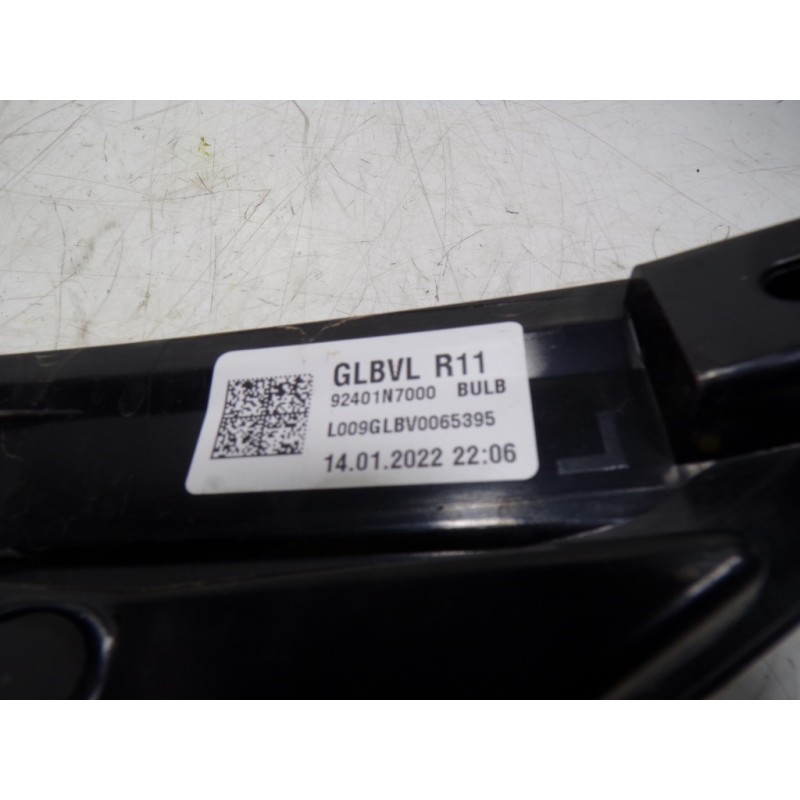 GLBVL R11
92401N7000 BULB
L009GLBV0065395
14.01.2022 22:06
L